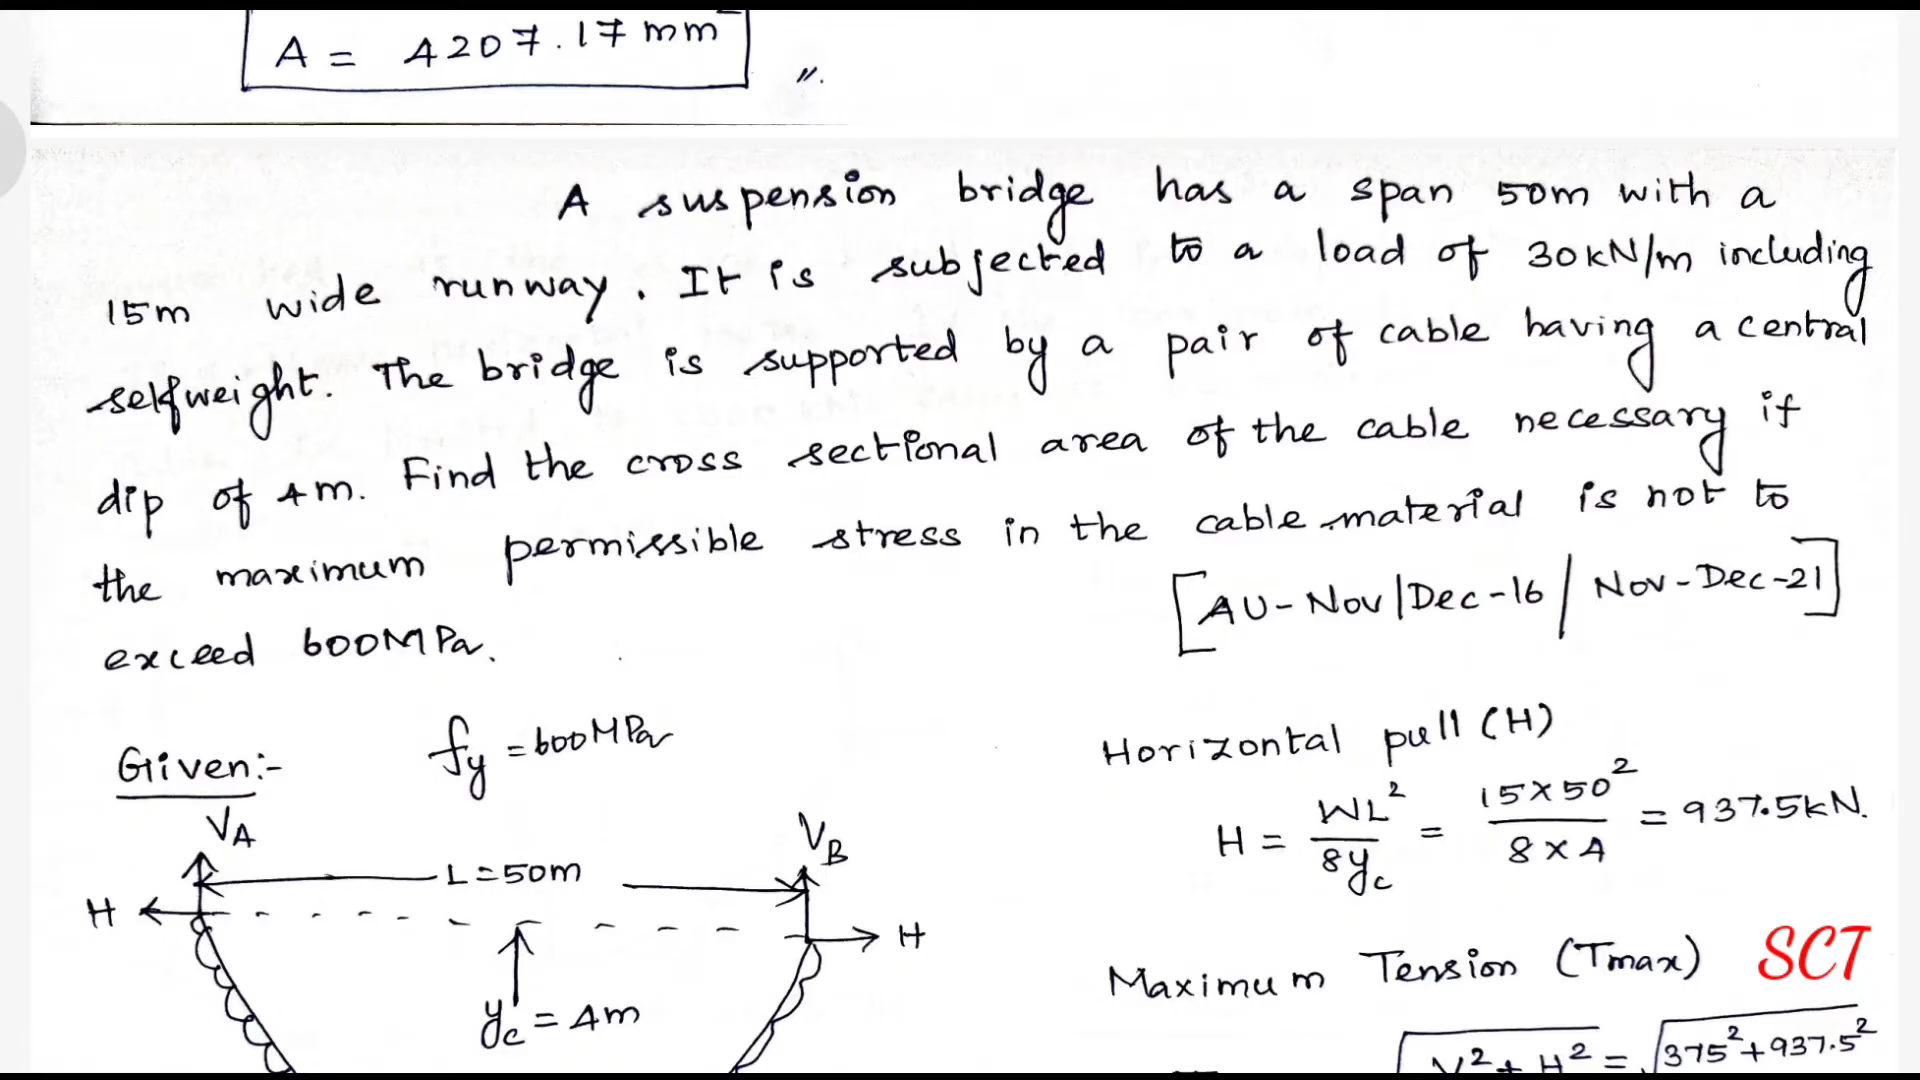 A = 4207.17 mm²
A suspension bridge has a span 50m with a
15m wide runway. It is subjected to a load of 30kN/m including
selfweight. The bridge is supported by a pair of cable having a central
dip of 4m. Find the cross sectional area of the cable necessary if
the maximum permissible stress in the cable material is not to
exceed 600MPa.
[AU-Nov/Dec-16 / Nov-Dec-21]
Given:-
fy = 600MPa
VA
VB
L=50m
H
H
yc = 4m
Horizontal pull (H)
H = WL²/8yc = 15×50²/8×4 = 937.5kN.
Maximum Tension (Tmax)
SCT
√V²+H² = √375²+937.5²